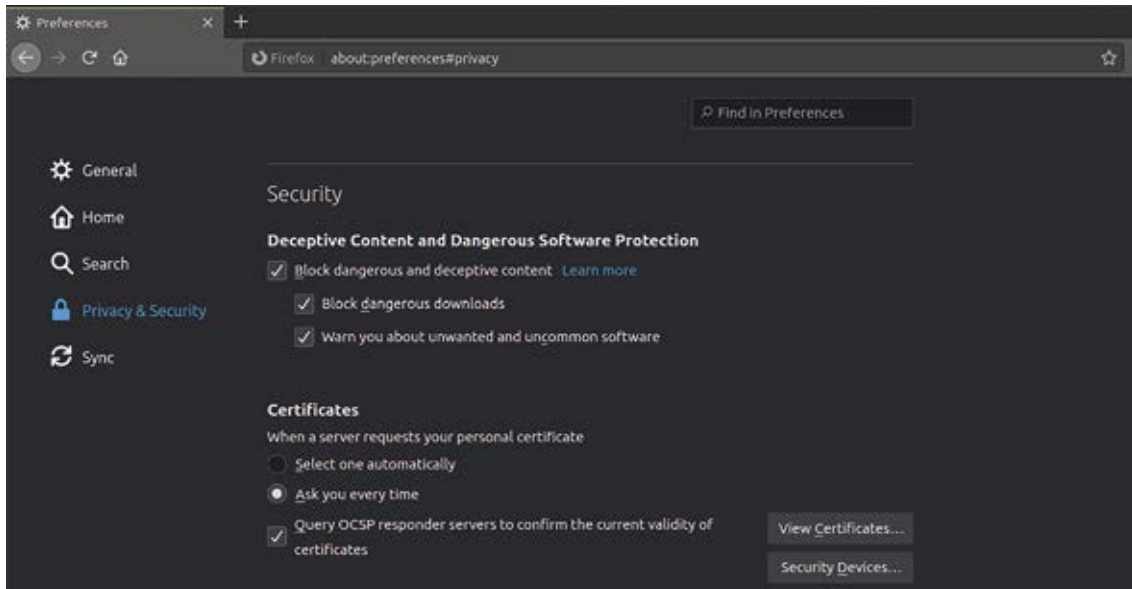 Preferences
Firefox about:preferences#privacy
Find in Preferences
General
Home
Search
Privacy & Security
Sync
Security
Deceptive Content and Dangerous Software Protection
Block dangerous and deceptive content Learn more
Block dangerous downloads
Warn you about unwanted and uncommon software
Certificates
When a server requests your personal certificate
Select one automatically
Ask you every time
Query OCSP responder servers to confirm the current validity of
certificates
View Certificates...
Security Devices...